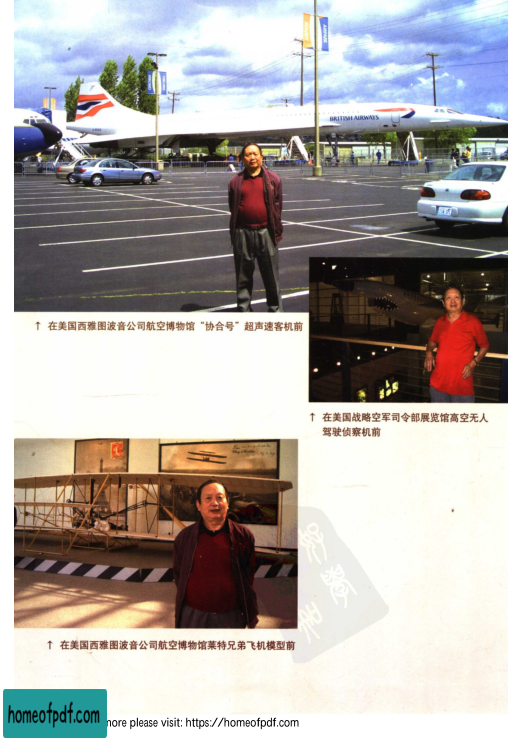 BRITISH AIRWAYS
↑ 在美国西雅图波音公司航空博物馆“协合号”超声速客机前
↑ 在美国战略空军司令部展览馆高空无人
驾驶侦察机前
↑ 在美国西雅图波音公司航空博物馆莱特兄弟飞机模型前
homeofpdf.com
more please visit: https://homeofpdf.com